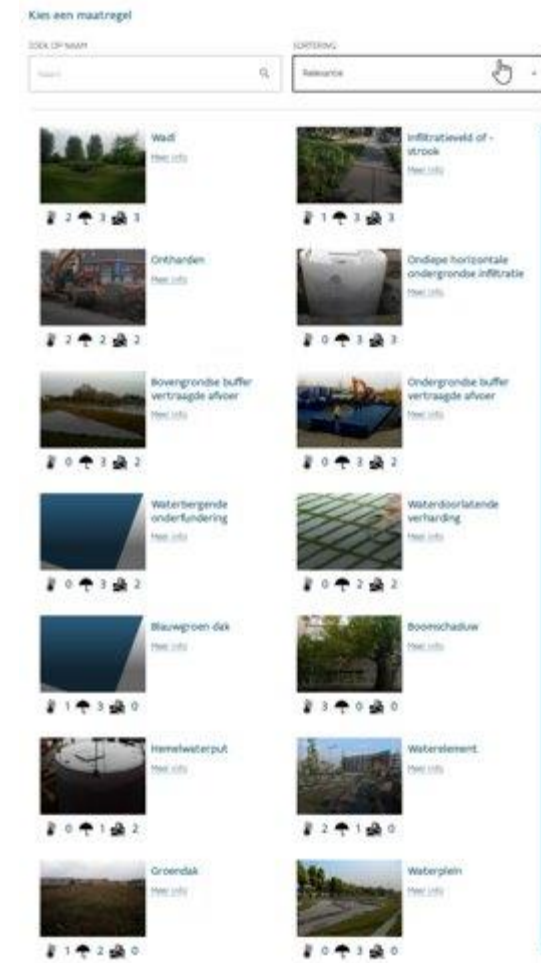 Kies een maatregel
ZOEK OP NAAM
SORTERING
Naam
Relevantie
Wadi
Meer info
2 3 3
Infiltratieveld of -
strook
Meer info
1 3 3
Ontharden
Meer info
2 2 2
Ondiepe horizontale
ondergrondse infiltratie
Meer info
0 3 3
Bovengrondse buffer
vertraagde afvoer
Meer info
0 3 2
Ondergrondse buffer
vertraagde afvoer
Meer info
0 3 2
Waterbergende
onderfundering
Meer info
0 3 2
Waterdoorlatende
verharding
Meer info
0 2 2
Blauwgroen dak
Meer info
1 3 0
Boomschaduw
Meer info
3 0 0
Hemelwaterput
Meer info
0 1 2
Waterelement
Meer info
2 1 0
Groendak
Meer info
1 2 0
Waterplein
Meer info
0 3 0